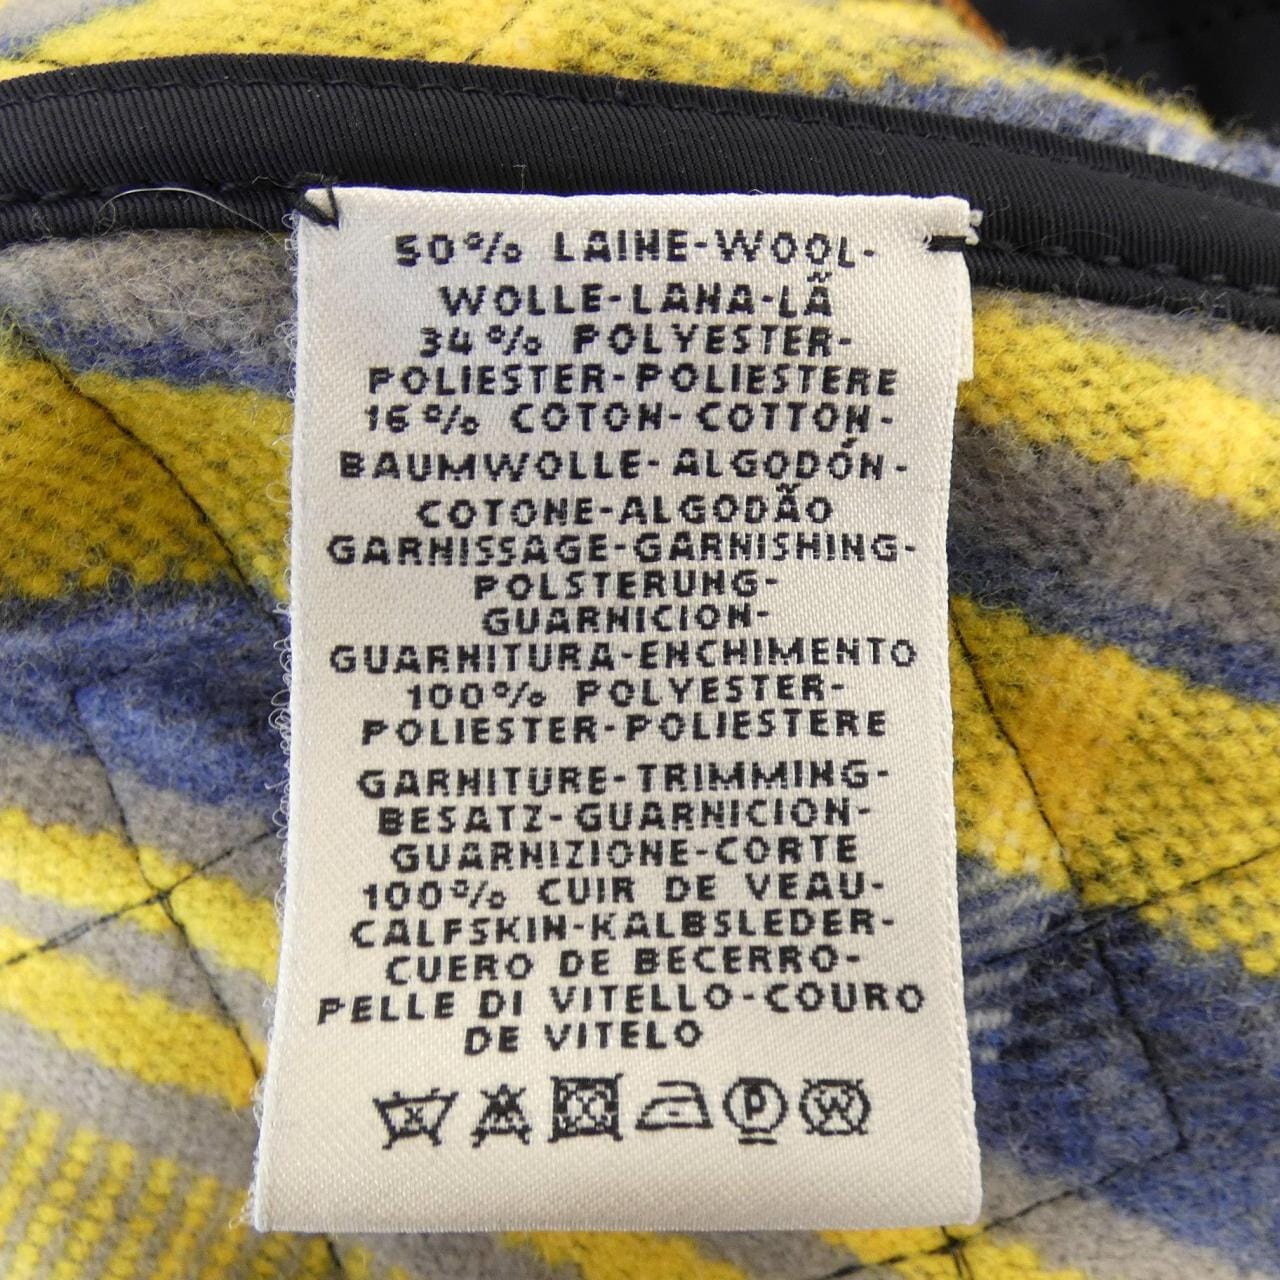 50% LAINE-WOOL-
WOLLE-LANA-LÃ
34% POLYESTER-
POLIESTER-POLIESTERE
16% COTON-COTTON-
BAUMWOLLE-ALGODÓN-
COTONE-ALGODÃO
GARNISSAGE-GARNISHING-
POLSTERUNG-
GUARNICION-
GUARNITURA-ENCHIMENTO
100% POLYESTER-
POLIESTER-POLIESTERE
GARNITURE-TRIMMING-
BESATZ-GUARNICION-
GUARNIZIONE-CORTE
100% CUIR DE VEAU-
CALFSKIN-KALBSLEDER-
CUERO DE BECERRO-
PELLE DI VITELLO-COURO
DE VITELO
P W